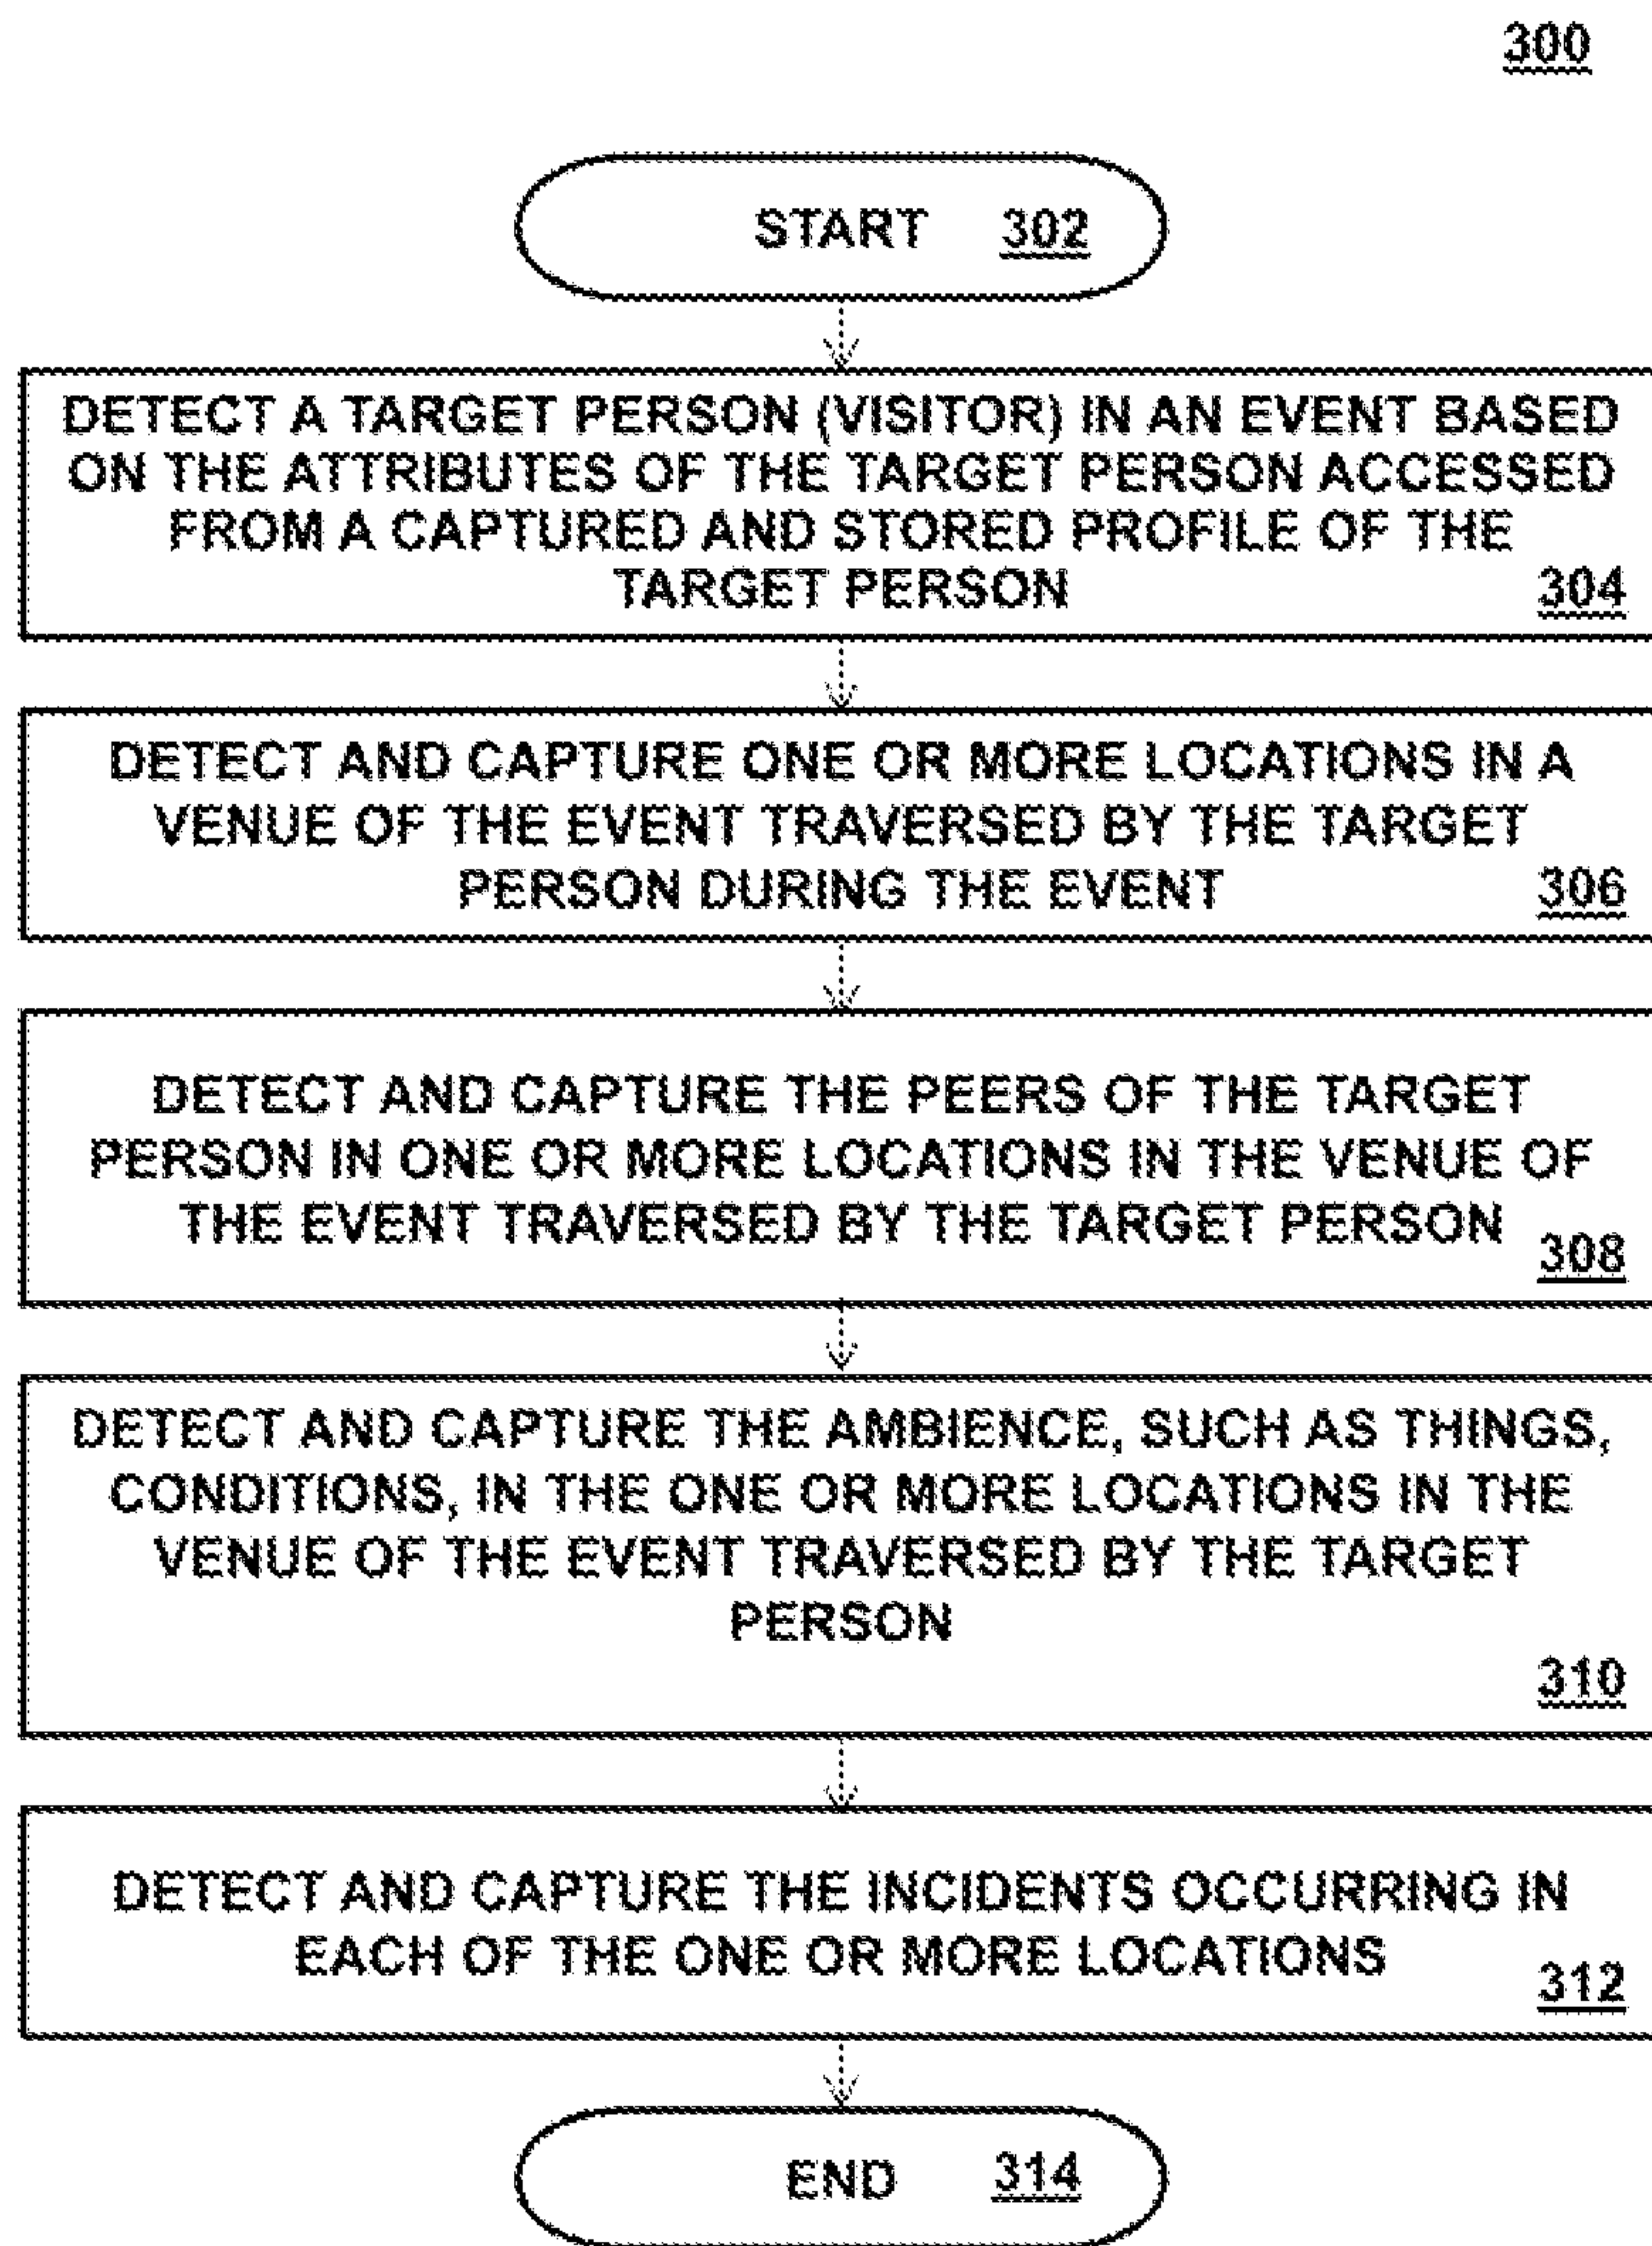 300
START 302
DETECT A TARGET PERSON (VISITOR) IN AN EVENT BASED
ON THE ATTRIBUTES OF THE TARGET PERSON ACCESSED
FROM A CAPTURED AND STORED PROFILE OF THE
TARGET PERSON 304
DETECT AND CAPTURE ONE OR MORE LOCATIONS IN A
VENUE OF THE EVENT TRAVERSED BY THE TARGET
PERSON DURING THE EVENT 306
DETECT AND CAPTURE THE PEERS OF THE TARGET
PERSON IN ONE OR MORE LOCATIONS IN THE VENUE OF
THE EVENT TRAVERSED BY THE TARGET PERSON 308
DETECT AND CAPTURE THE AMBIENCE, SUCH AS THINGS,
CONDITIONS, IN THE ONE OR MORE LOCATIONS IN THE
VENUE OF THE EVENT TRAVERSED BY THE TARGET
PERSON
310
DETECT AND CAPTURE THE INCIDENTS OCCURRING IN
EACH OF THE ONE OR MORE LOCATIONS 312
END 314